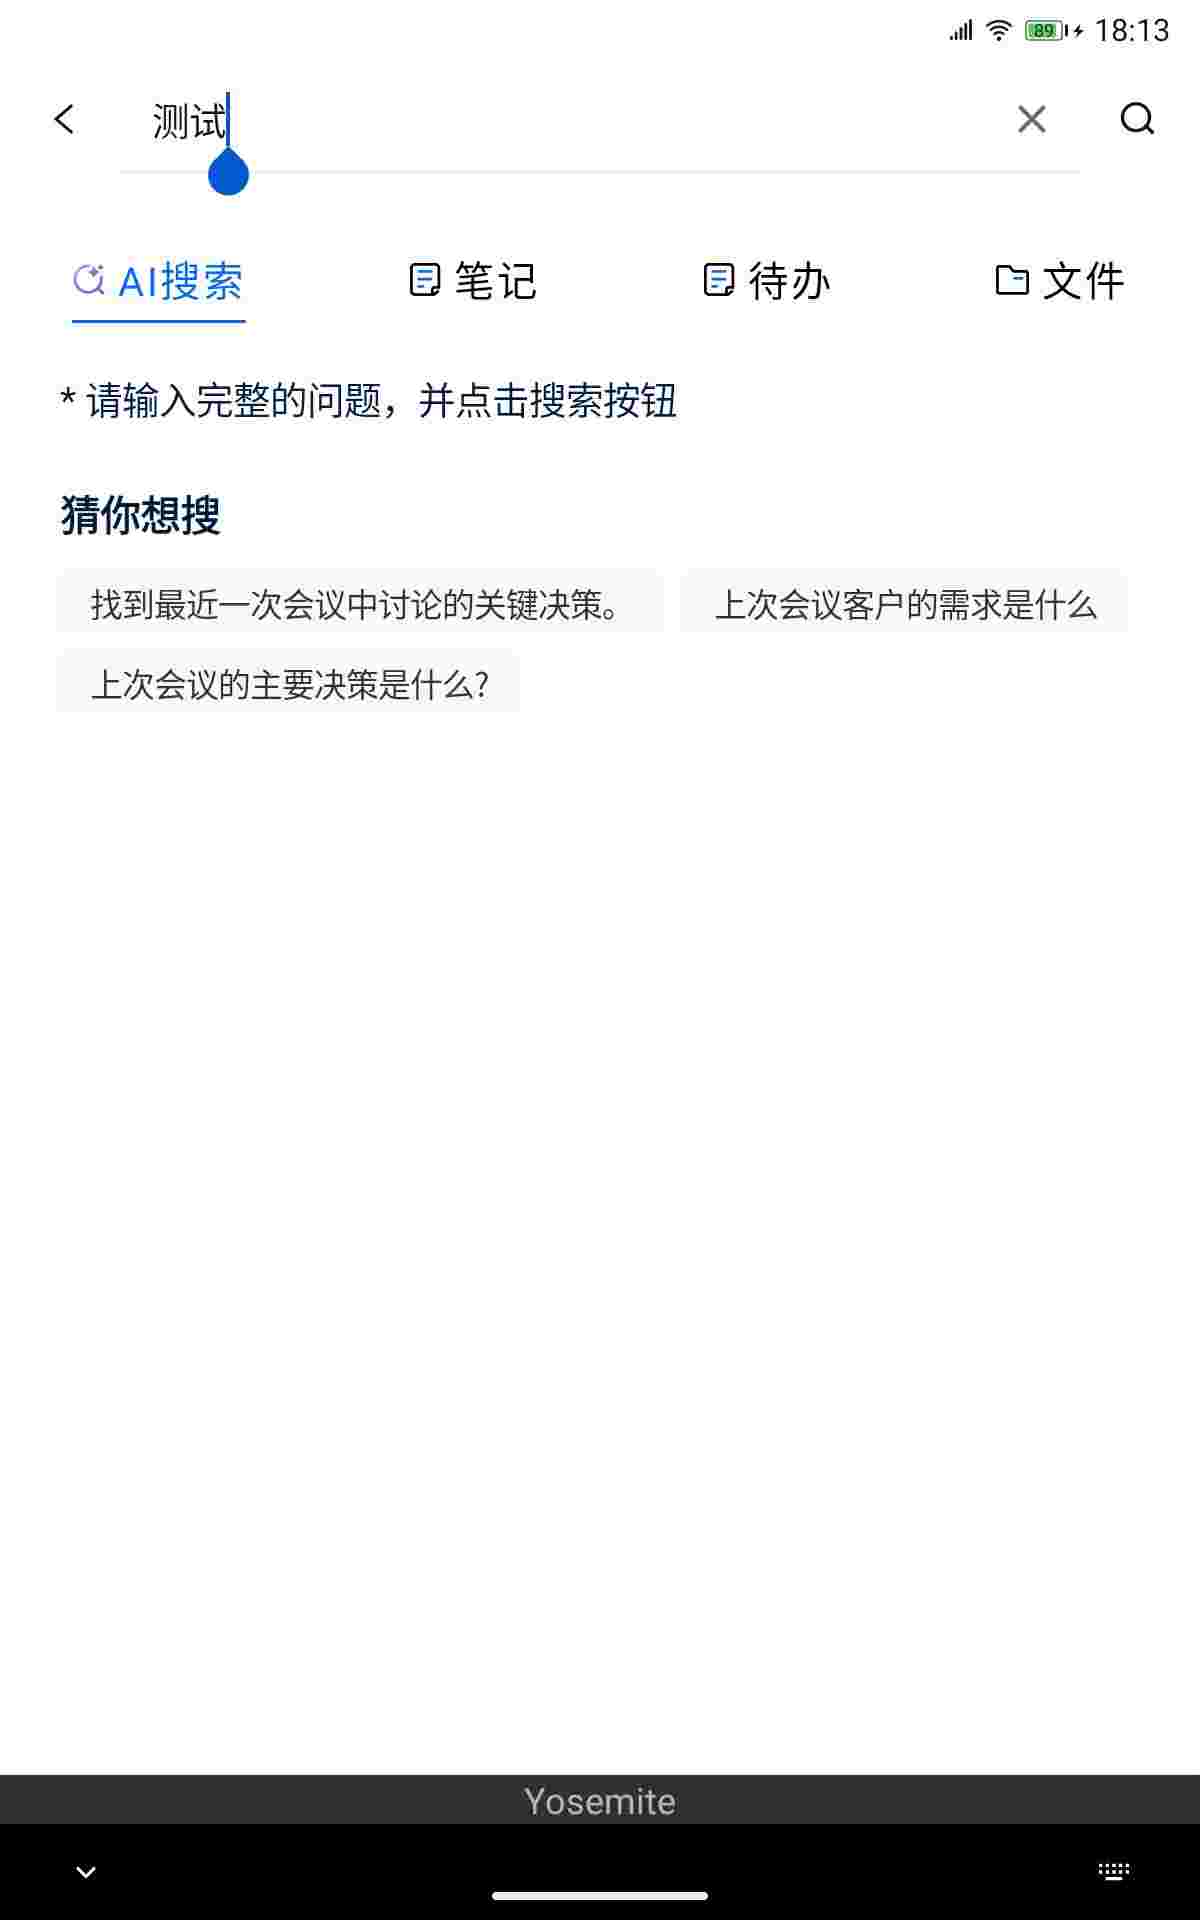 89 18:13
测试
AI搜索 笔记 待办 文件
* 请输入完整的问题，并点击搜索按钮
猜你想搜
找到最近一次会议中讨论的关键决策。 上次会议客户的需求是什么
上次会议的主要决策是什么?
Yosemite